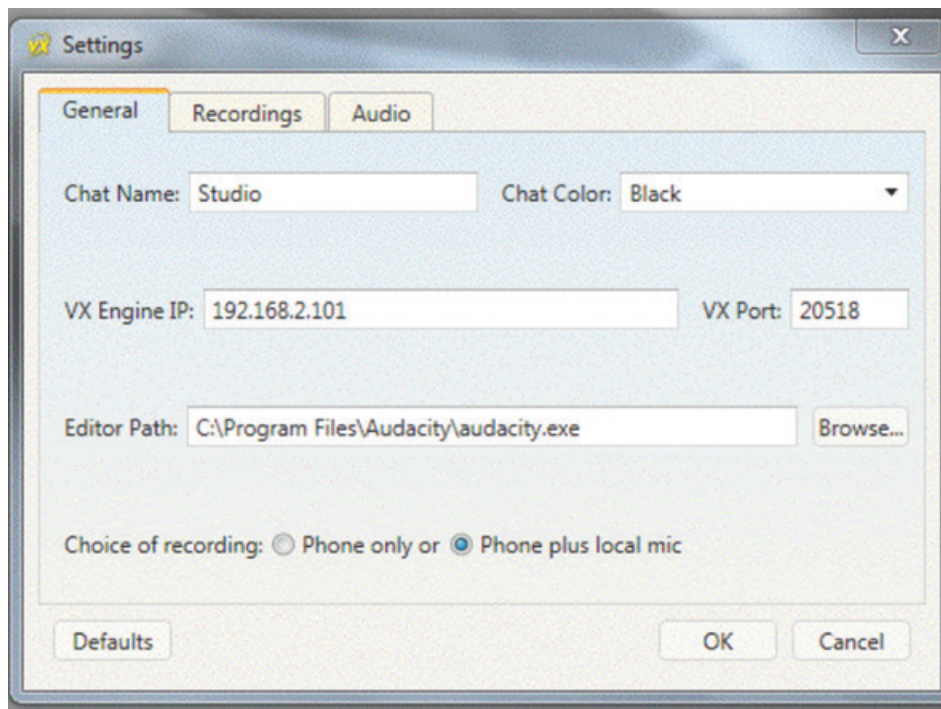 VX Settings
General Recordings Audio
Chat Name: Studio Chat Color: Black
VX Engine IP: 192.168.2.101 VX Port: 20518
Editor Path: C:\Program Files\Audacity\audacity.exe Browse...
Choice of recording: Phone only or Phone plus local mic
Defaults OK Cancel